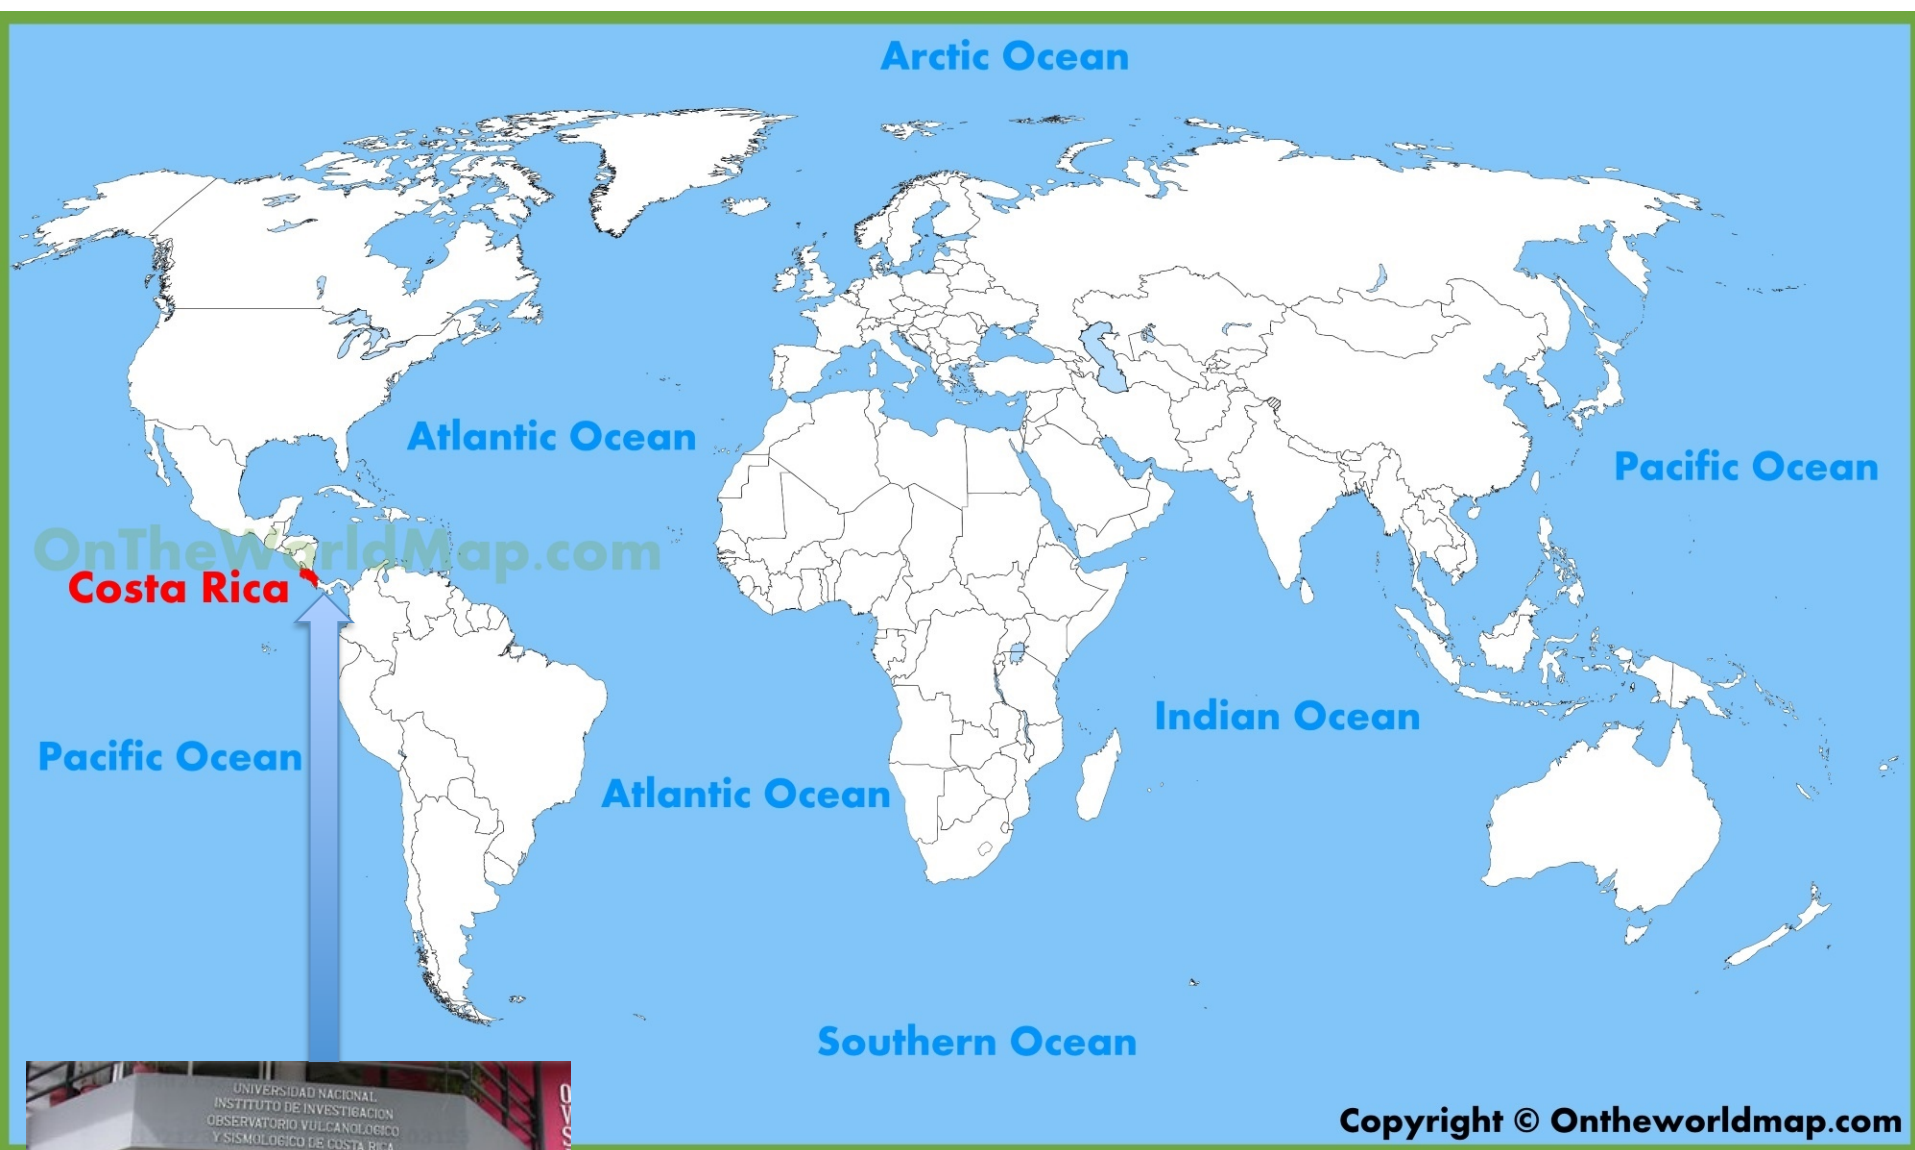 Arctic Ocean
Atlantic Ocean
Pacific Ocean
OnTheWorldMap.com
Costa Rica
Indian Ocean
Pacific Ocean
Atlantic Ocean
Southern Ocean
UNIVERSIDAD NACIONAL
INSTITUTO DE INVESTIGACION
OBSERVATORIO VULCANOLOGICO
Y SISMOLOGICO DE COSTA RICA
O
V
S
Copyright © Ontheworldmap.com